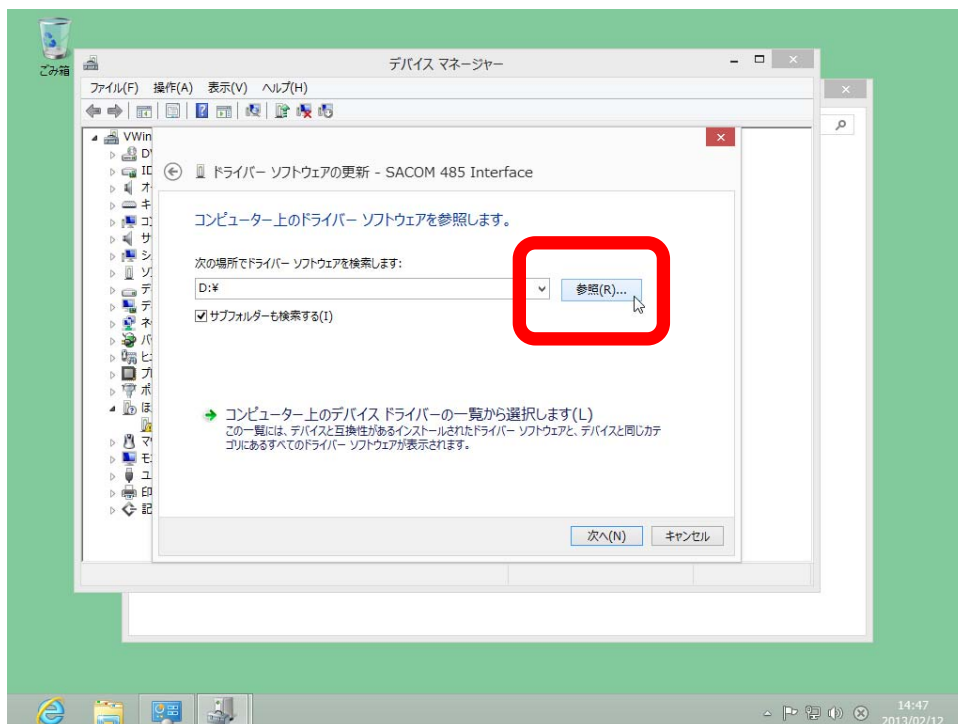 ごみ箱
デバイス マネージャー
ファイル(F) 操作(A) 表示(V) ヘルプ(H)
VWin
ドライバー ソフトウェアの更新 - SACOM 485 Interface
コンピューター上のドライバー ソフトウェアを参照します。
次の場所でドライバー ソフトウェアを検索します:
D:¥
参照(R)...
サブフォルダーも検索する(I)
コンピューター上のデバイス ドライバーの一覧から選択します(L)
この一覧には、デバイスと互換性があるインストールされたドライバー ソフトウェアと、デバイスと同じカテ
ゴリにあるすべてのドライバー ソフトウェアが表示されます。
次へ(N) キャンセル
14:47
2013/02/12